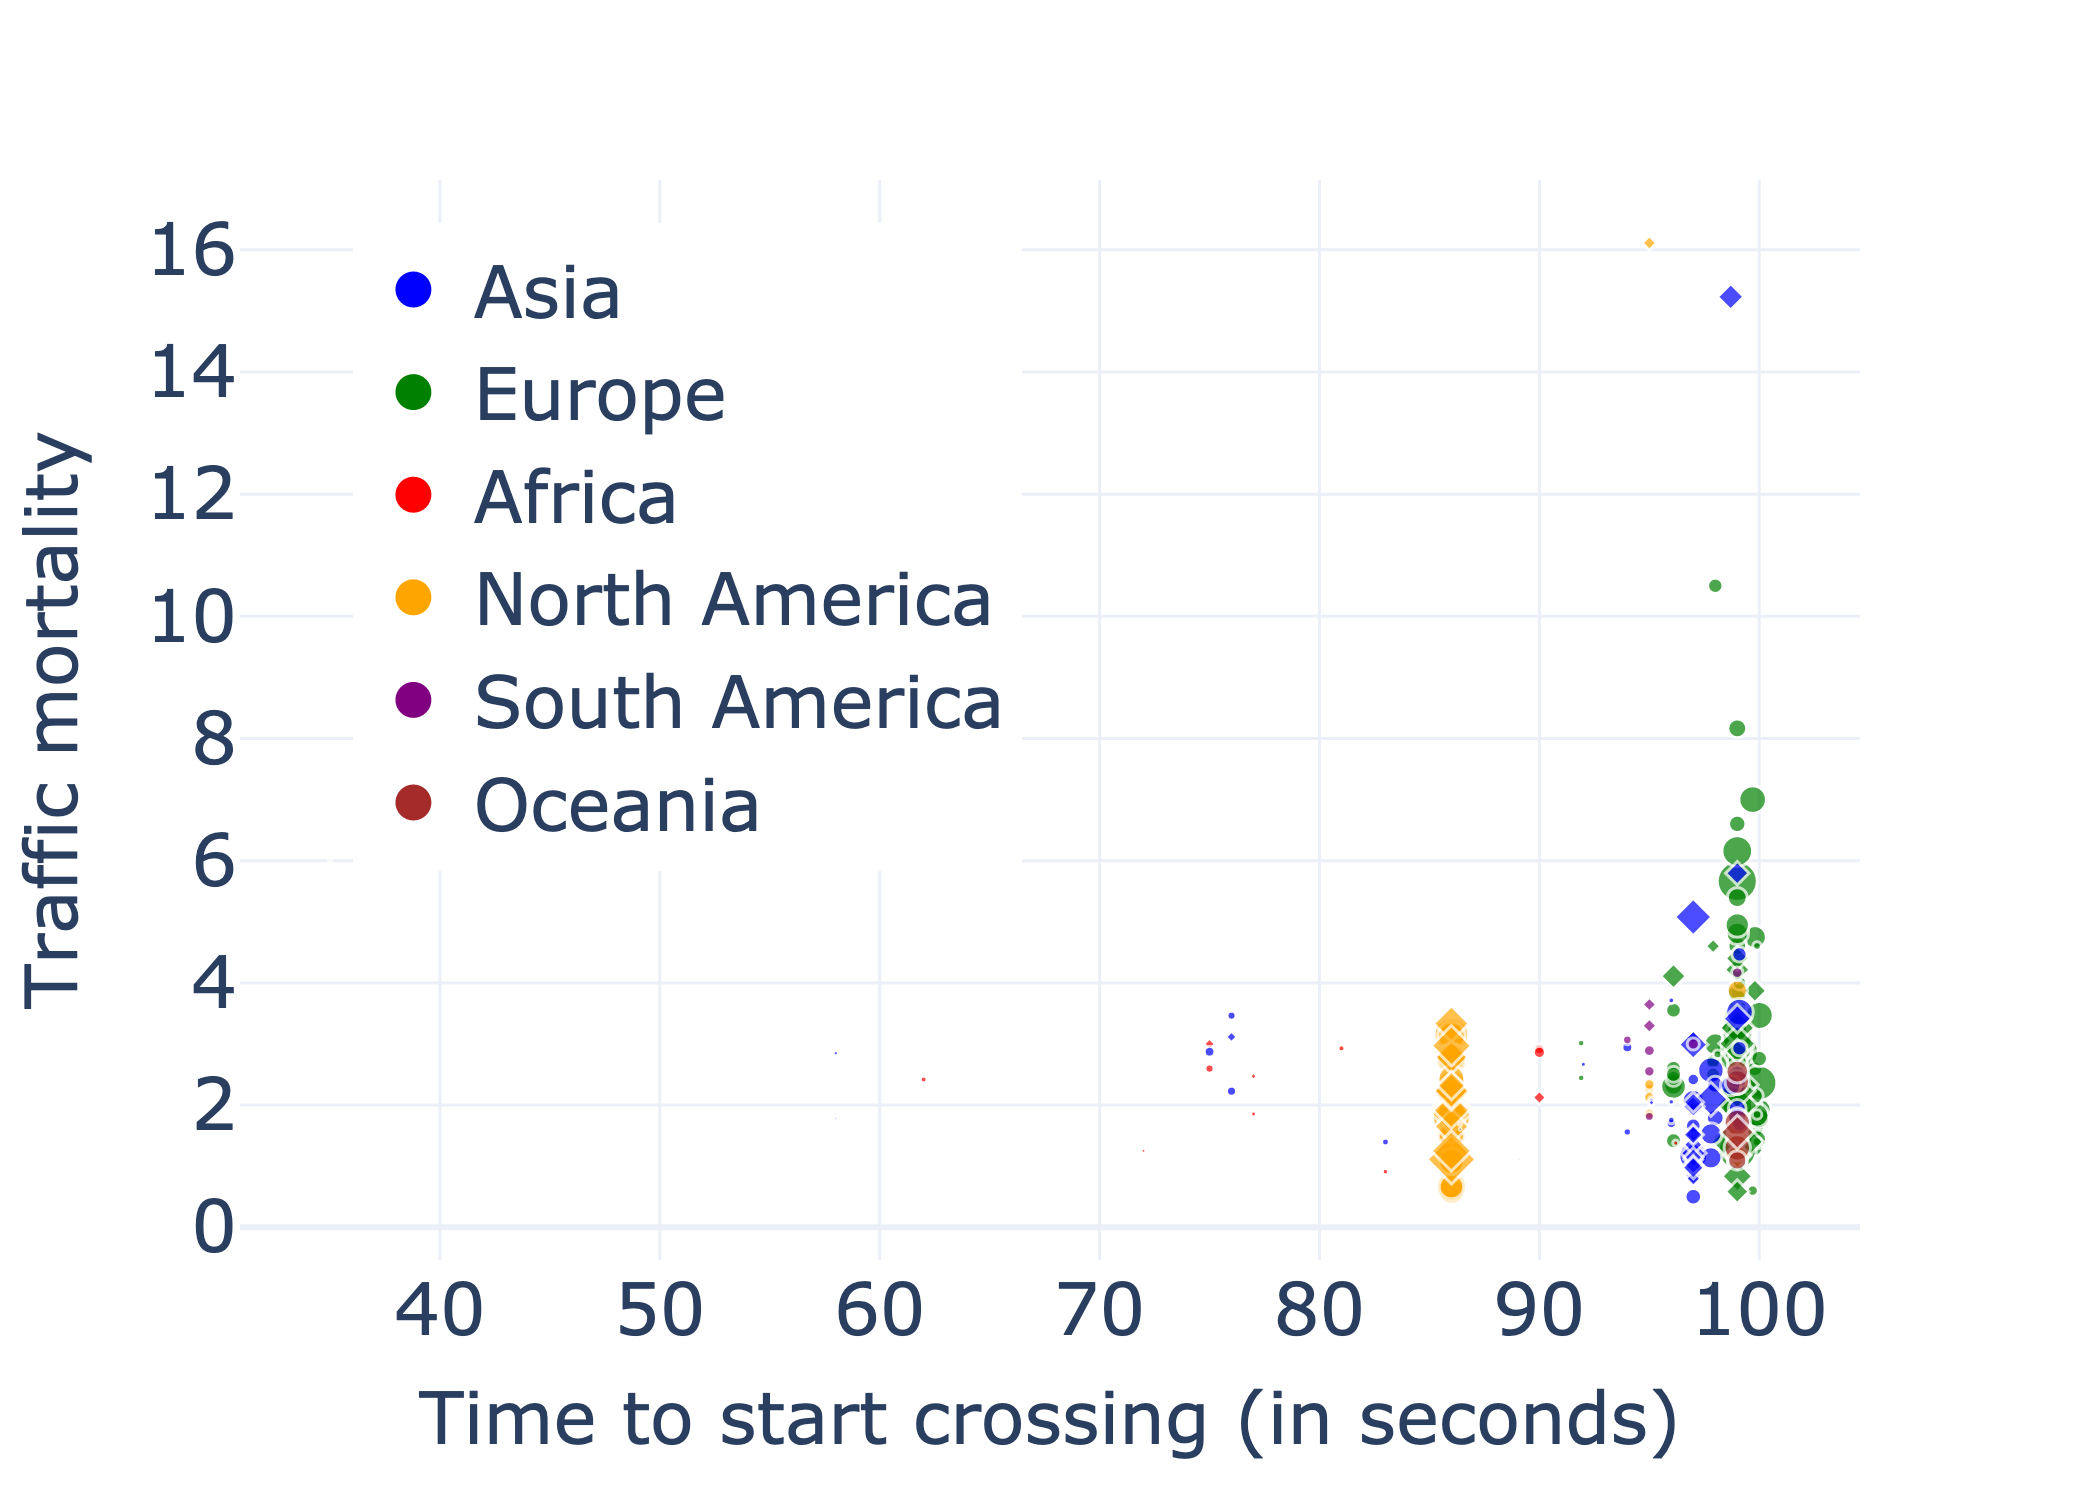 16
14
12
10
8
6
4
2
0
Traffic mortality
Asia
Europe
Africa
North America
South America
Oceania
40 50 60 70 80 90 100
Time to start crossing (in seconds)